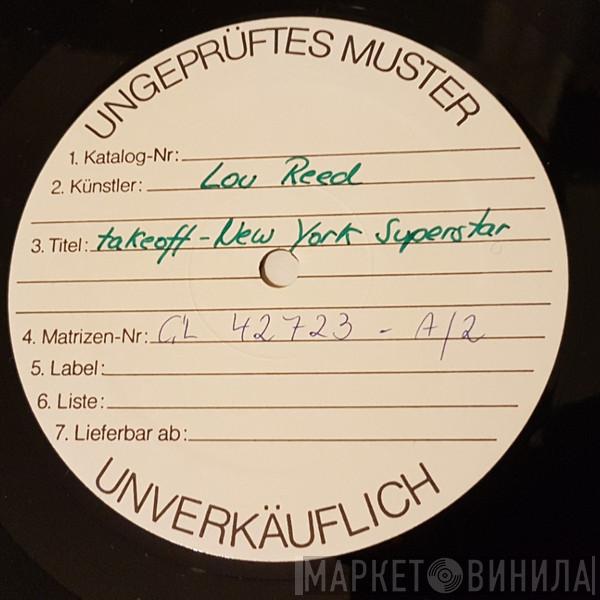 UNGEPRÜFTES MUSTER
1. Katalog-Nr:
2. Künstler: Lou Reed
3. Titel: takeoff-New York Superstar
4. Matrizen-Nr: CL 42723 - A/2
5. Label:
6. Liste:
7. Lieferbar ab:
UNVERKÄUFLICH
МАРКЕТ ВИНИЛА